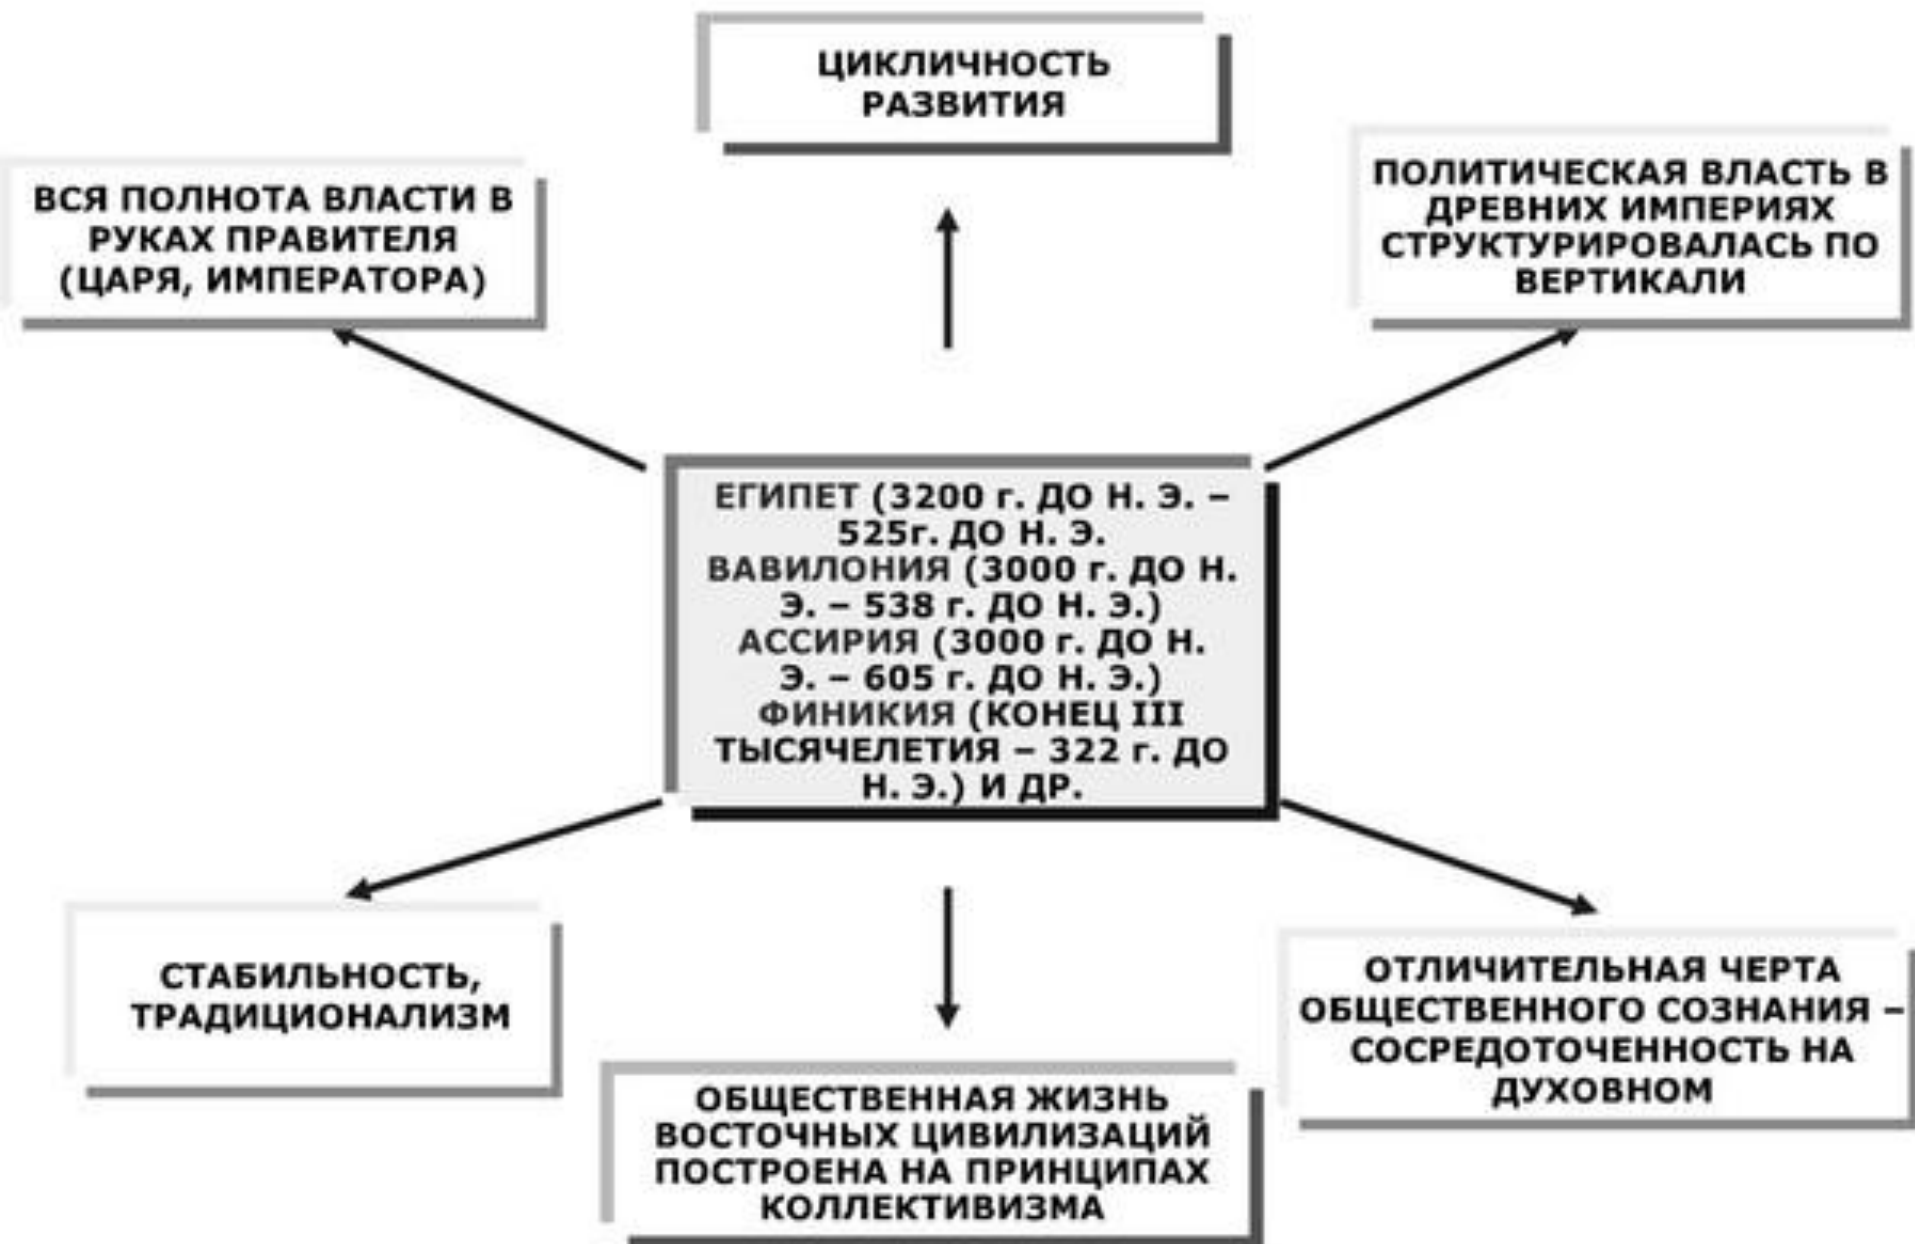 ЦИКЛИЧНОСТЬ
РАЗВИТИЯ
ВСЯ ПОЛНОТА ВЛАСТИ В
РУКАХ ПРАВИТЕЛЯ
(ЦАРЯ, ИМПЕРАТОРА)
ПОЛИТИЧЕСКАЯ ВЛАСТЬ В
ДРЕВНИХ ИМПЕРИЯХ
СТРУКТУРИРОВАЛАСЬ ПО
ВЕРТИКАЛИ
ЕГИПЕТ (3200 г. ДО Н. Э. –
525г. ДО Н. Э.
ВАВИЛОНИЯ (3000 г. ДО Н.
Э. – 538 г. ДО Н. Э.)
АССИРИЯ (3000 г. ДО Н.
Э. – 605 г. ДО Н. Э.)
ФИНИКИЯ (КОНЕЦ III
ТЫСЯЧЕЛЕТИЯ – 322 г. ДО
Н. Э.) И ДР.
СТАБИЛЬНОСТЬ,
ТРАДИЦИОНАЛИЗМ
ОБЩЕСТВЕННАЯ ЖИЗНЬ
ВОСТОЧНЫХ ЦИВИЛИЗАЦИЙ
ПОСТРОЕНА НА ПРИНЦИПАХ
КОЛЛЕКТИВИЗМА
ОТЛИЧИТЕЛЬНАЯ ЧЕРТА
ОБЩЕСТВЕННОГО СОЗНАНИЯ –
СОСРЕДОТОЧЕННОСТЬ НА
ДУХОВНОМ